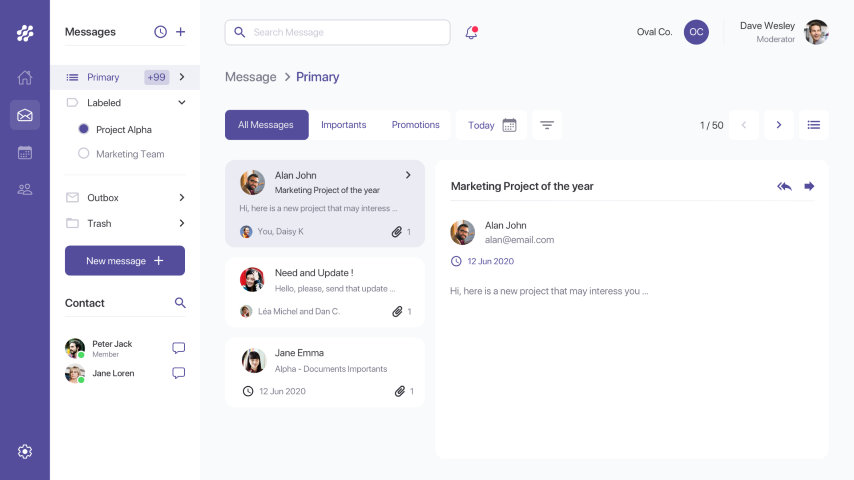 Messages
Primary
+99
Labeled
Project Alpha
Marketing Team
Outbox
Trash
New message
Contact
Peter Jack
Member
Jane Loren
Search Message
Oval Co.
OC
Dave Wesley
Moderator
Message > Primary
All Messages
Importants
Promotions
Today
1 / 50
Alan John
Marketing Project of the year
Hi, here is a new project that may interess ...
You, Daisy K
1
Need and Update !
Hello, please, send that update ...
Léa Michel and Dan C.
1
Jane Emma
Alpha - Documents Importants
12 Jun 2020
1
Marketing Project of the year
Alan John
alan@email.com
12 Jun 2020
Hi, here is a new project that may interess you ...